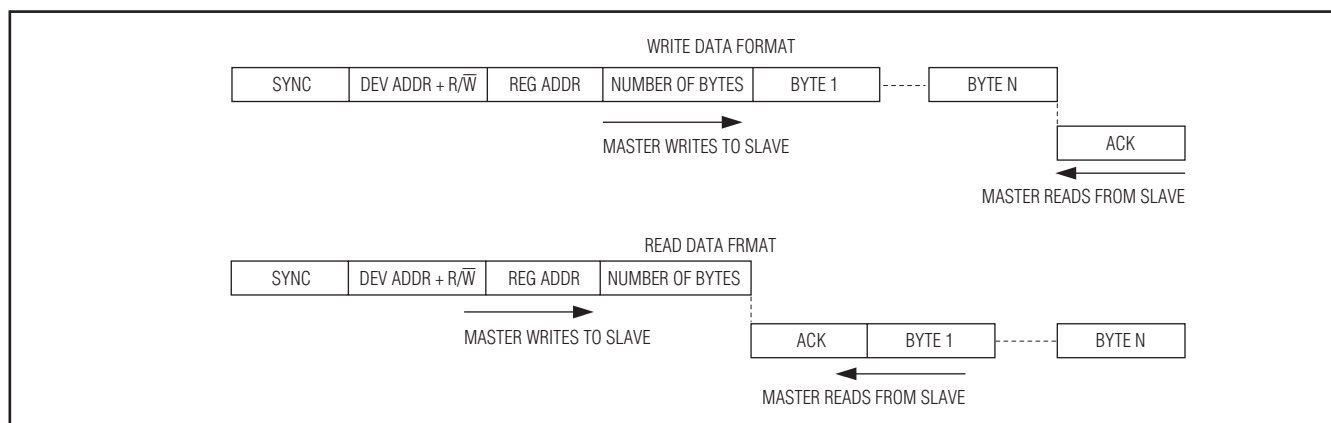 WRITE DATA FORMAT
SYNC DEV ADDR + R/W̅ REG ADDR NUMBER OF BYTES BYTE 1 BYTE N
MASTER WRITES TO SLAVE
ACK
MASTER READS FROM SLAVE
READ DATA FRMAT
SYNC DEV ADDR + R/W̅ REG ADDR NUMBER OF BYTES
MASTER WRITES TO SLAVE
ACK BYTE 1 BYTE N
MASTER READS FROM SLAVE